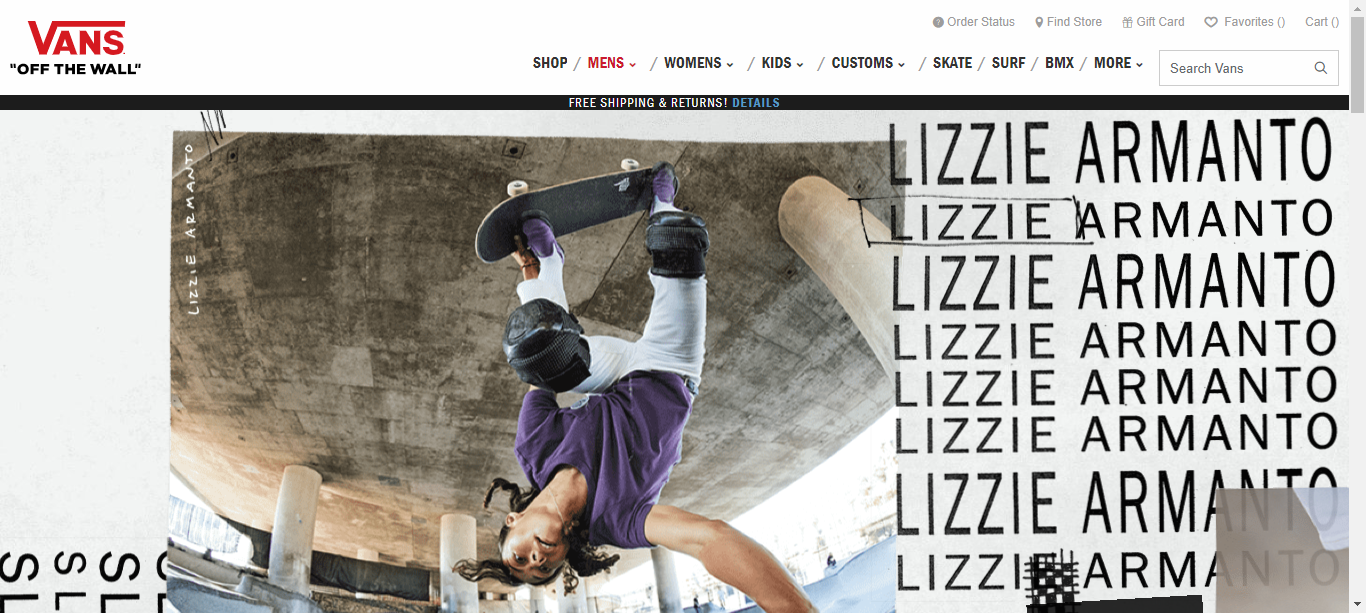 Order Status
Find Store
Gift Card
Favorites ()
Cart ()
VANS
"OFF THE WALL"
SHOP / MENS / WOMENS / KIDS / CUSTOMS / SKATE / SURF / BMX / MORE
Search Vans
FREE SHIPPING & RETURNS! DETAILS
LIZZIE ARMANTO
LIZZIE ARMANTO
LIZZIE ARMANTO
LIZZIE ARMANTO
LIZZIE ARMANTO
LIZZIE ARMANTO
LIZZIE ARMANTO
LIZZIE ARMANTO
LIZZIE ARMANTO